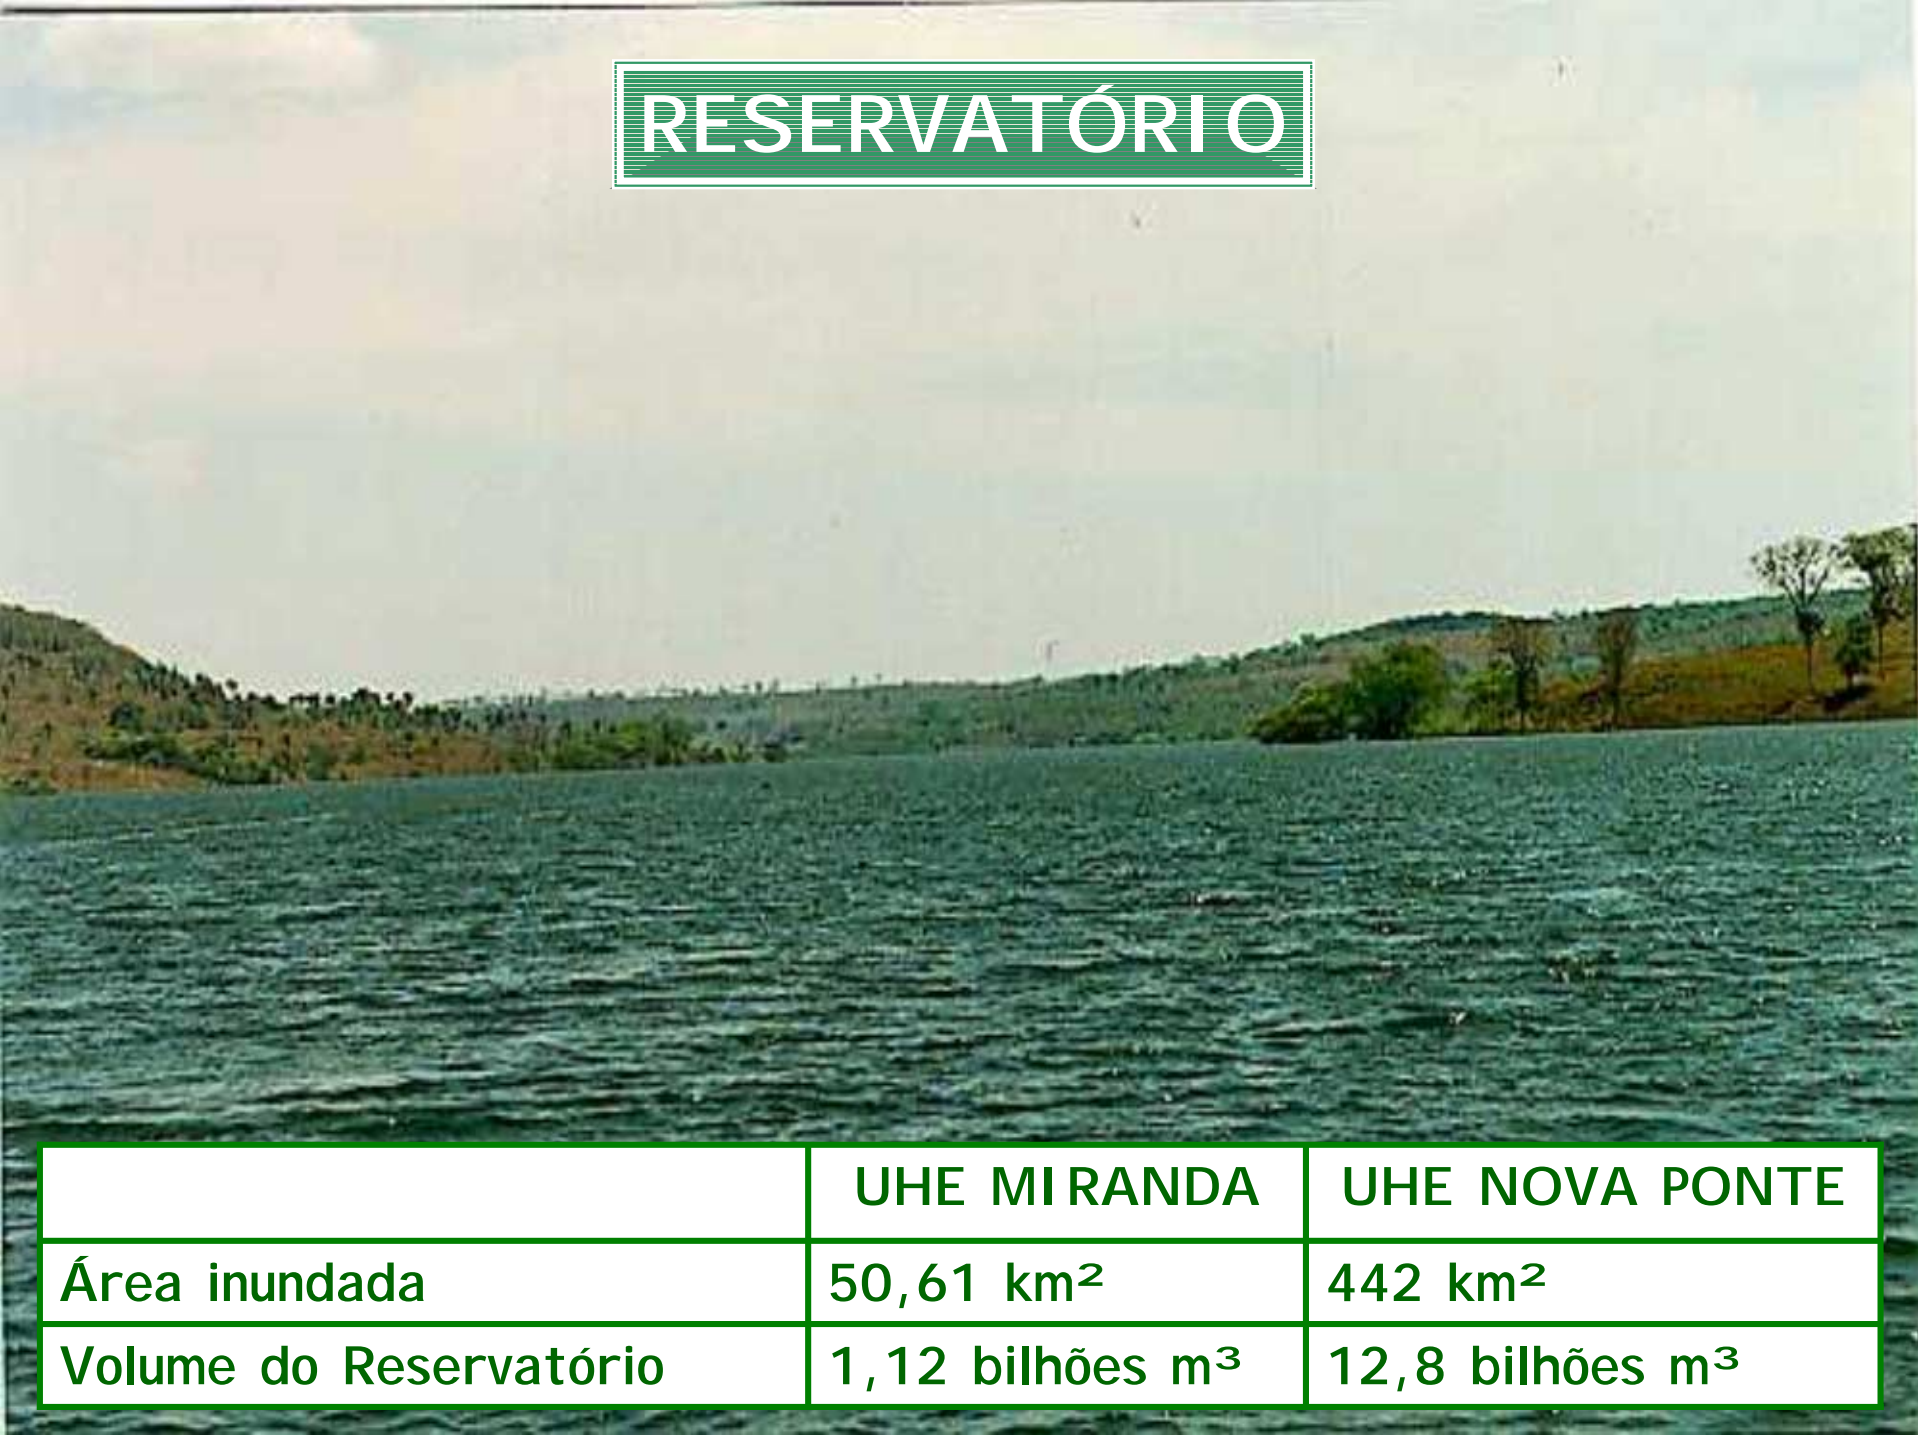 RESERVATÓRIO
UHE MIRANDA UHE NOVA PONTE
Área inundada 50,61 km² 442 km²
Volume do Reservatório 1,12 bilhões m³ 12,8 bilhões m³